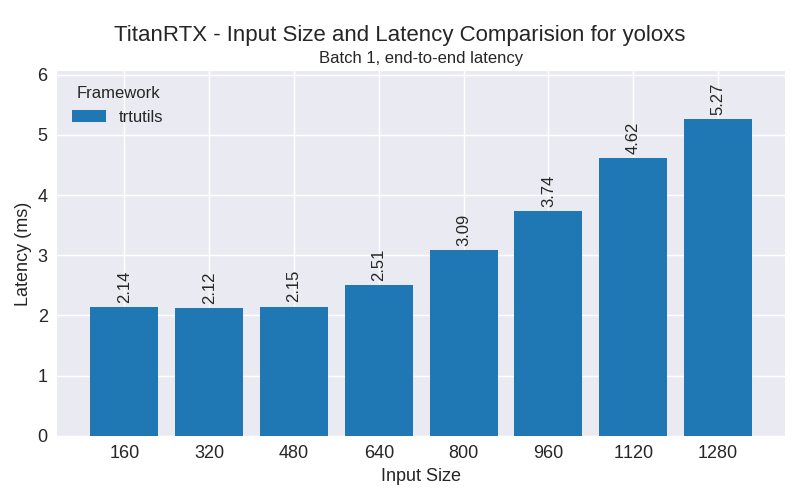 TitanRTX - Input Size and Latency Comparision for yoloxs
Batch 1, end-to-end latency
Framework
trtutils
Latency (ms)
6
5
4
3
2
1
0
2.14
2.12
2.15
2.51
3.09
3.74
4.62
5.27
160 320 480 640 800 960 1120 1280
Input Size